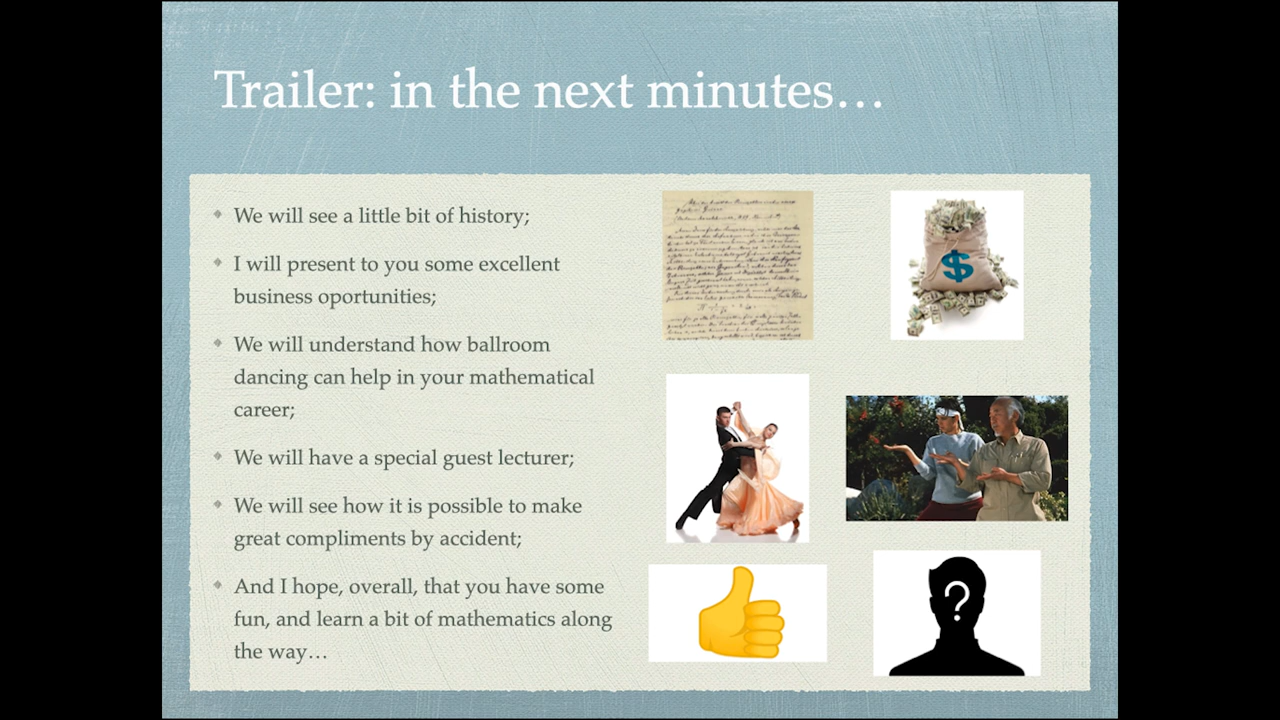 Trailer: in the next minutes…
We will see a little bit of history;
I will present to you some excellent
business oportunities;
We will understand how ballroom
dancing can help in your mathematical
career;
We will have a special guest lecturer;
We will see how it is possible to make
great compliments by accident;
And I hope, overall, that you have some
fun, and learn a bit of mathematics along
the way…
$
?